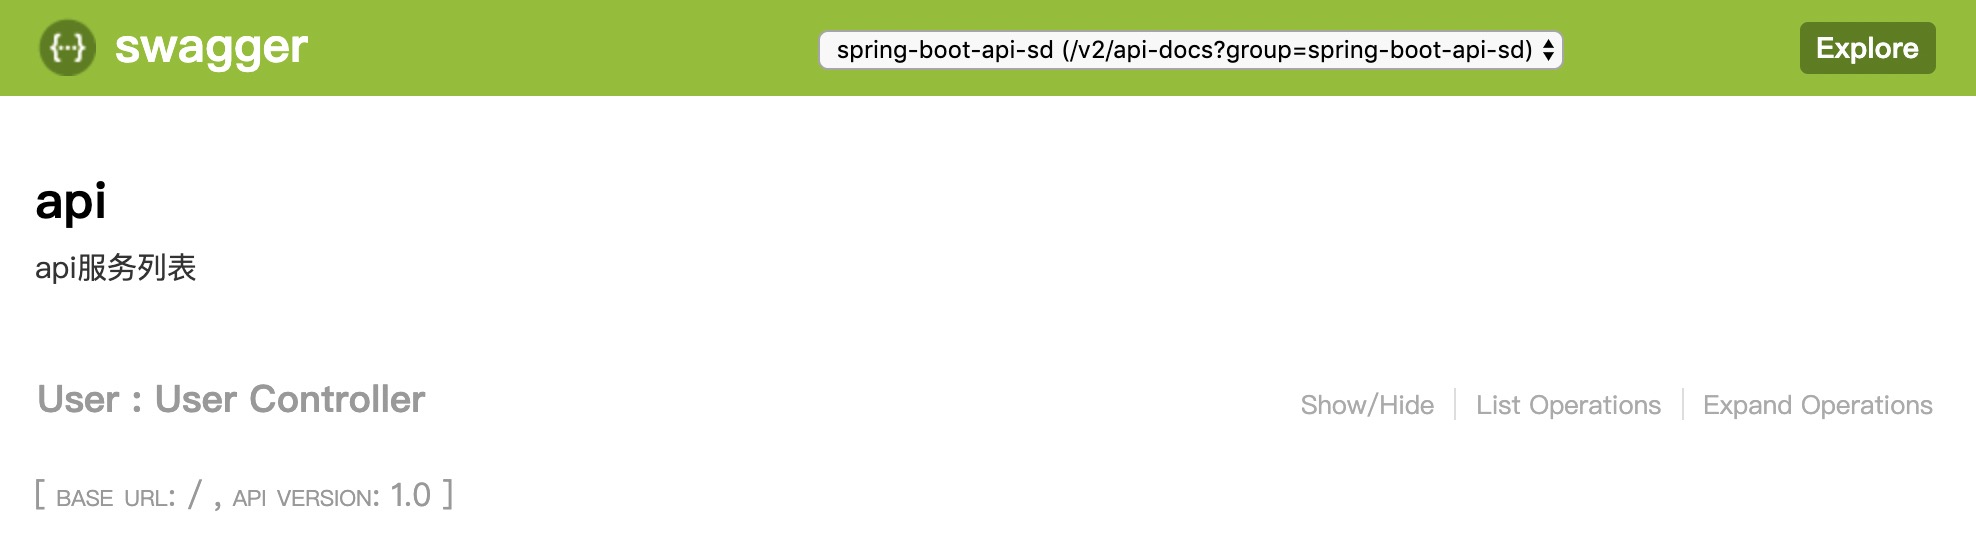 {···} swagger spring-boot-api-sd (/v2/api-docs?group=spring-boot-api-sd) Explore
api
api服务列表
User : User Controller Show/Hide List Operations Expand Operations
[ BASE URL: / , API VERSION: 1.0 ]